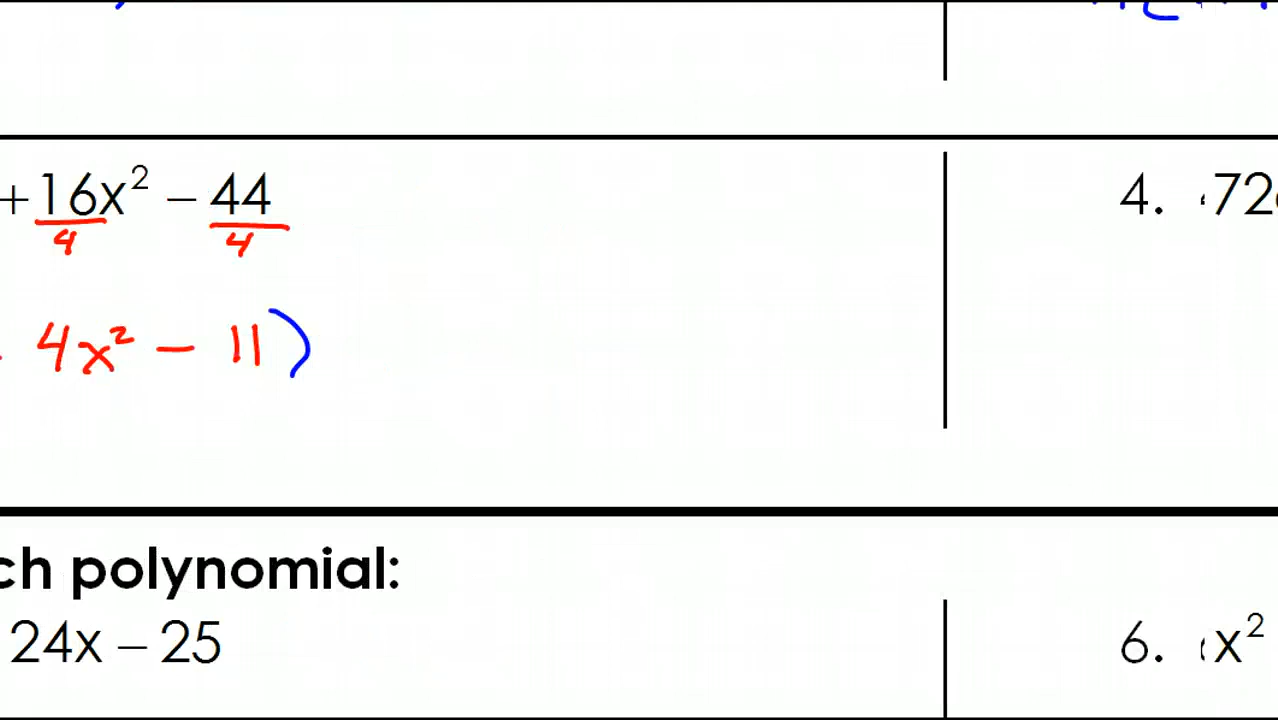 +16x² – 44
4 4
4x² – 11)
4. 72
ch polynomial:
24x – 25
6. x²